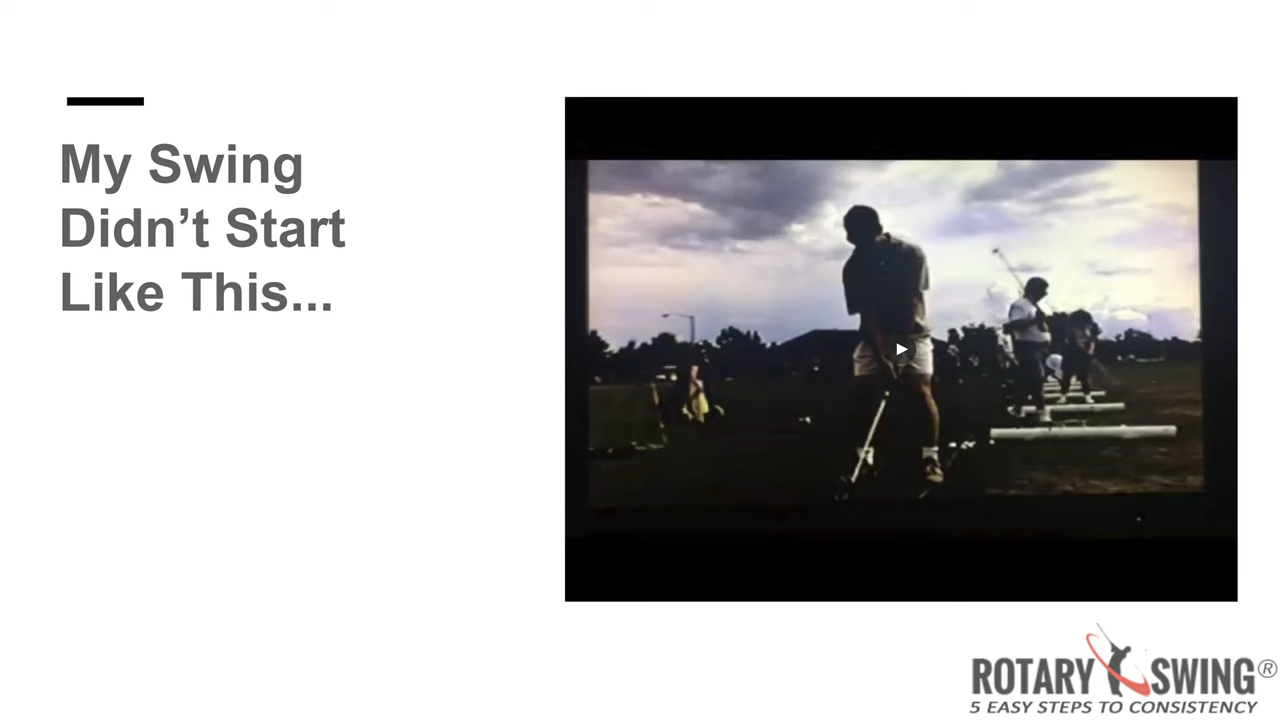 My Swing
Didn’t Start
Like This...
ROTARY SWING®
5 EASY STEPS TO CONSISTENCY